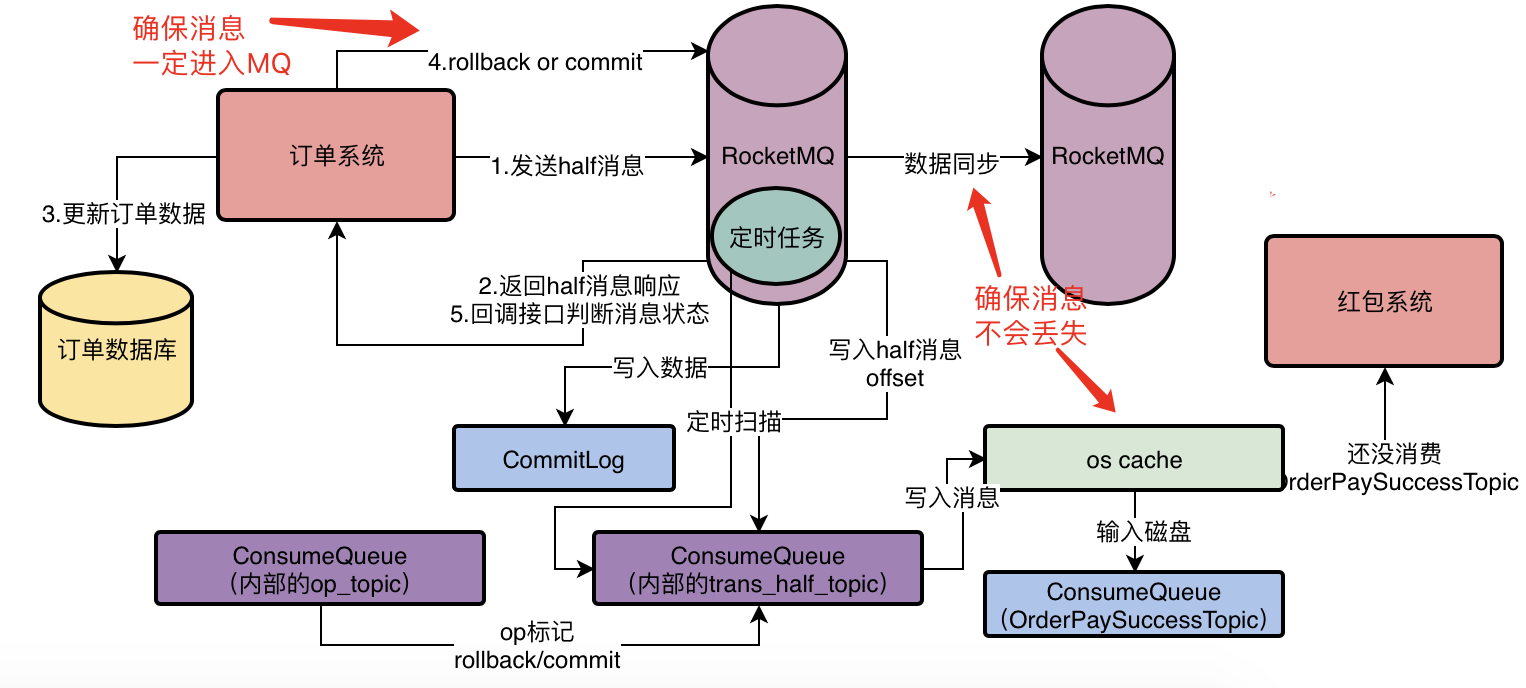 确保消息
一定进入MQ
4.rollback or commit
订单系统
1.发送half消息
RocketMQ
数据同步
RocketMQ
3.更新订单数据
定时任务
2.返回half消息响应
5.回调接口判断消息状态
确保消息
不会丢失
红包系统
订单数据库
写入half消息
offset
写入数据
定时扫描
CommitLog
os cache
还没消费
OrderPaySuccessTopic
写入消息
输入磁盘
ConsumeQueue
（内部的op_topic）
ConsumeQueue
（内部的trans_half_topic）
ConsumeQueue
（OrderPaySuccessTopic）
op标记
rollback/commit